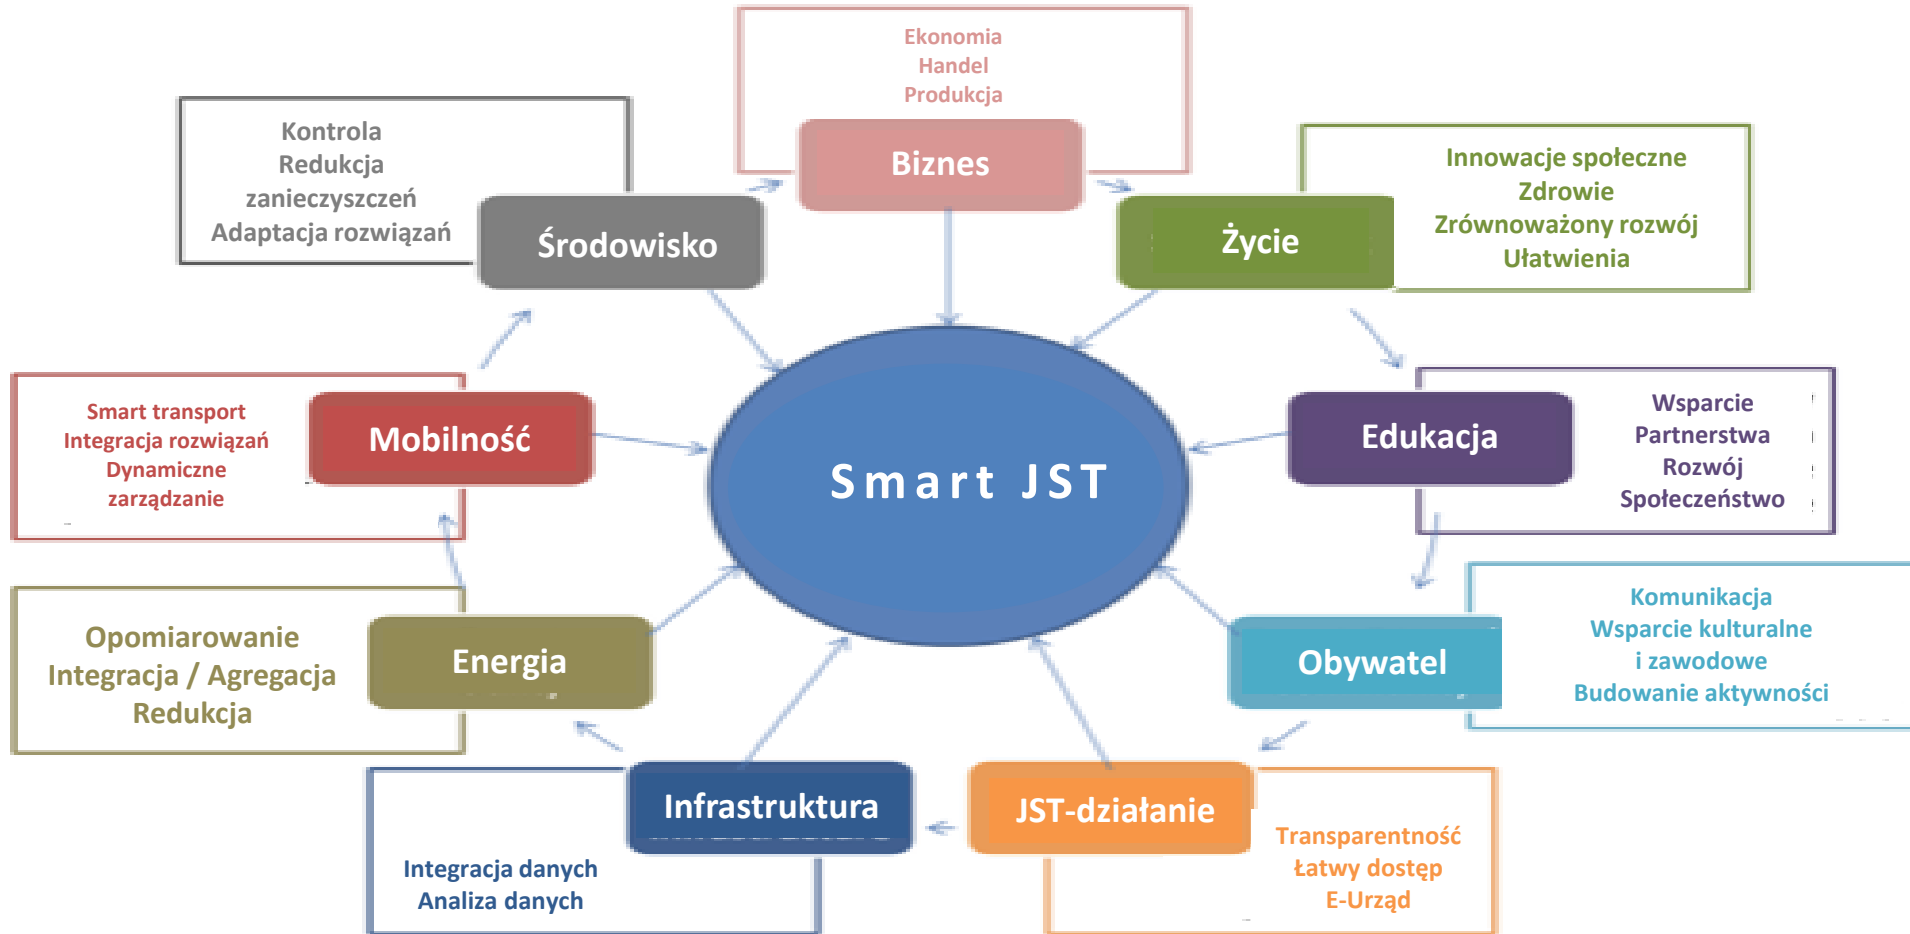 Ekonomia
Handel
Produkcja
Biznes
Innowacje społeczne
Zdrowie
Zrównoważony rozwój
Ułatwienia
Życie
Wsparcie
Partnerstwa
Rozwój
Społeczeństwo
Edukacja
Komunikacja
Wsparcie kulturalne
i zawodowe
Budowanie aktywności
Obywatel
JST-działanie
Transparentność
Łatwy dostęp
E-Urząd
Infrastruktura
Integracja danych
Analiza danych
Energia
Opomiarowanie
Integracja / Agregacja
Redukcja
Mobilność
Smart transport
Integracja rozwiązań
Dynamiczne
zarządzanie
Środowisko
Kontrola
Redukcja
zanieczyszczeń
Adaptacja rozwiązań
Smart JST